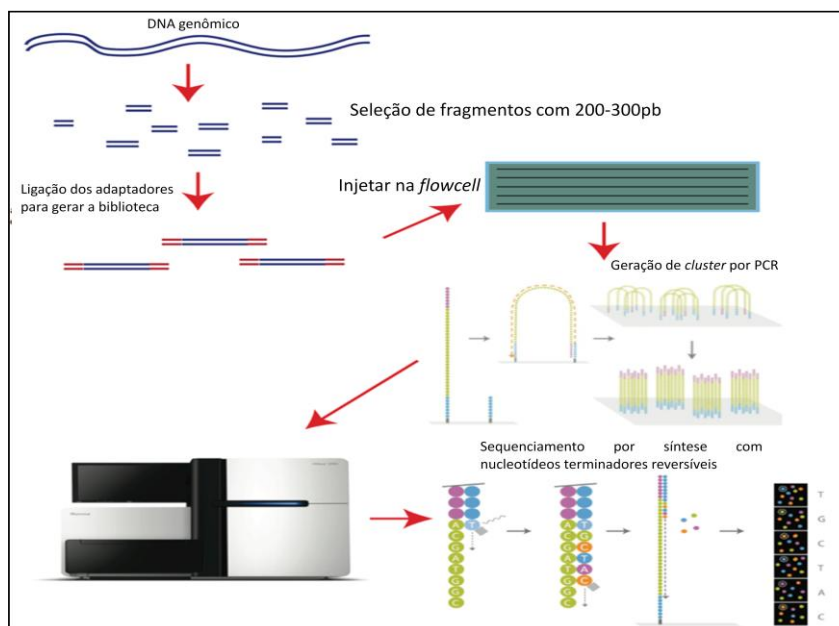 DNA genômico
Seleção de fragmentos com 200-300pb
Ligação dos adaptadores
para gerar a biblioteca
Injetar na flowcell
Geração de cluster por PCR
Sequenciamento por síntese com
nucleotídeos terminadores reversíveis
A T
C
G
A
T
G
G
C
A T
C G
G C
A T
T A
G C
G
C
T
G
C
T
A
C